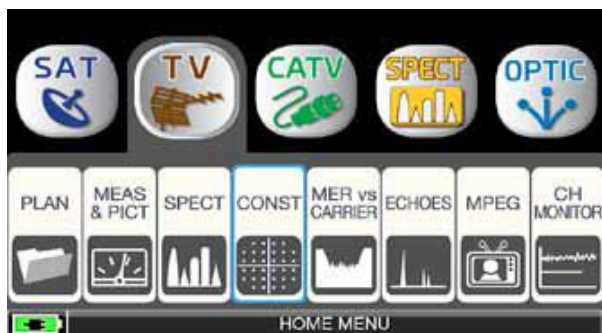 SAT TV CATV SPECT OPTIC
PLAN MEAS & PICT SPECT CONST MER vs CARRIER ECHOES MPEG CH MONITOR
HOME MENU